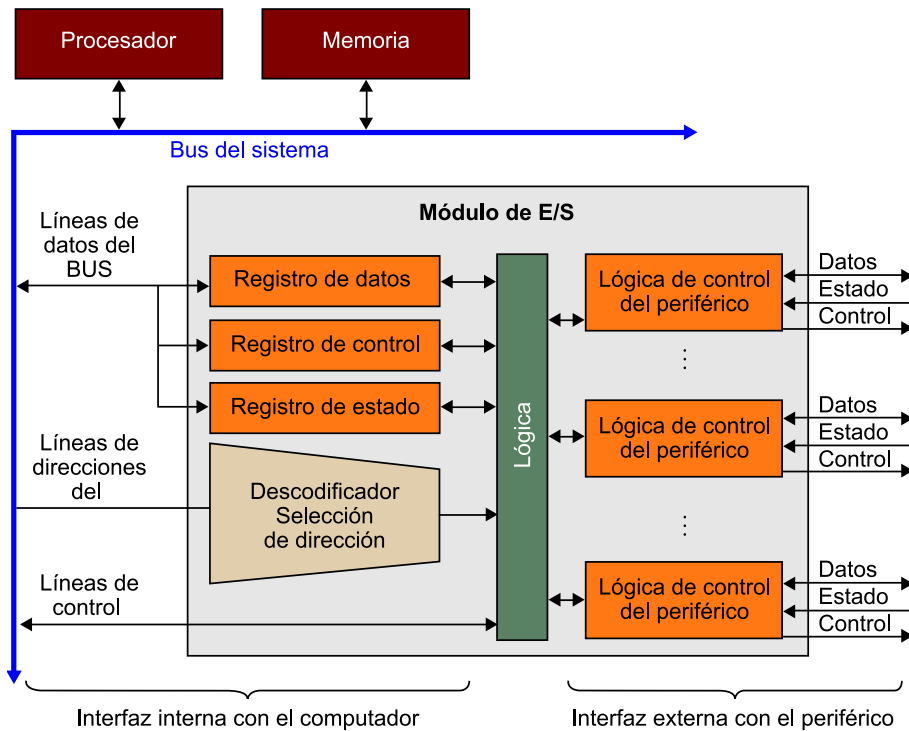 Procesador
Memoria
Bus del sistema
Módulo de E/S
Líneas de
datos del
BUS
Registro de datos
Registro de control
Registro de estado
Líneas de
direcciones
del
Descodificador
Selección
de dirección
Líneas de
control
Lógica
Lógica de control
del periférico
Datos
Estado
Control
...
Lógica de control
del periférico
Datos
Estado
Control
...
Lógica de control
del periférico
Datos
Estado
Control
Interfaz interna con el computador
Interfaz externa con el periférico